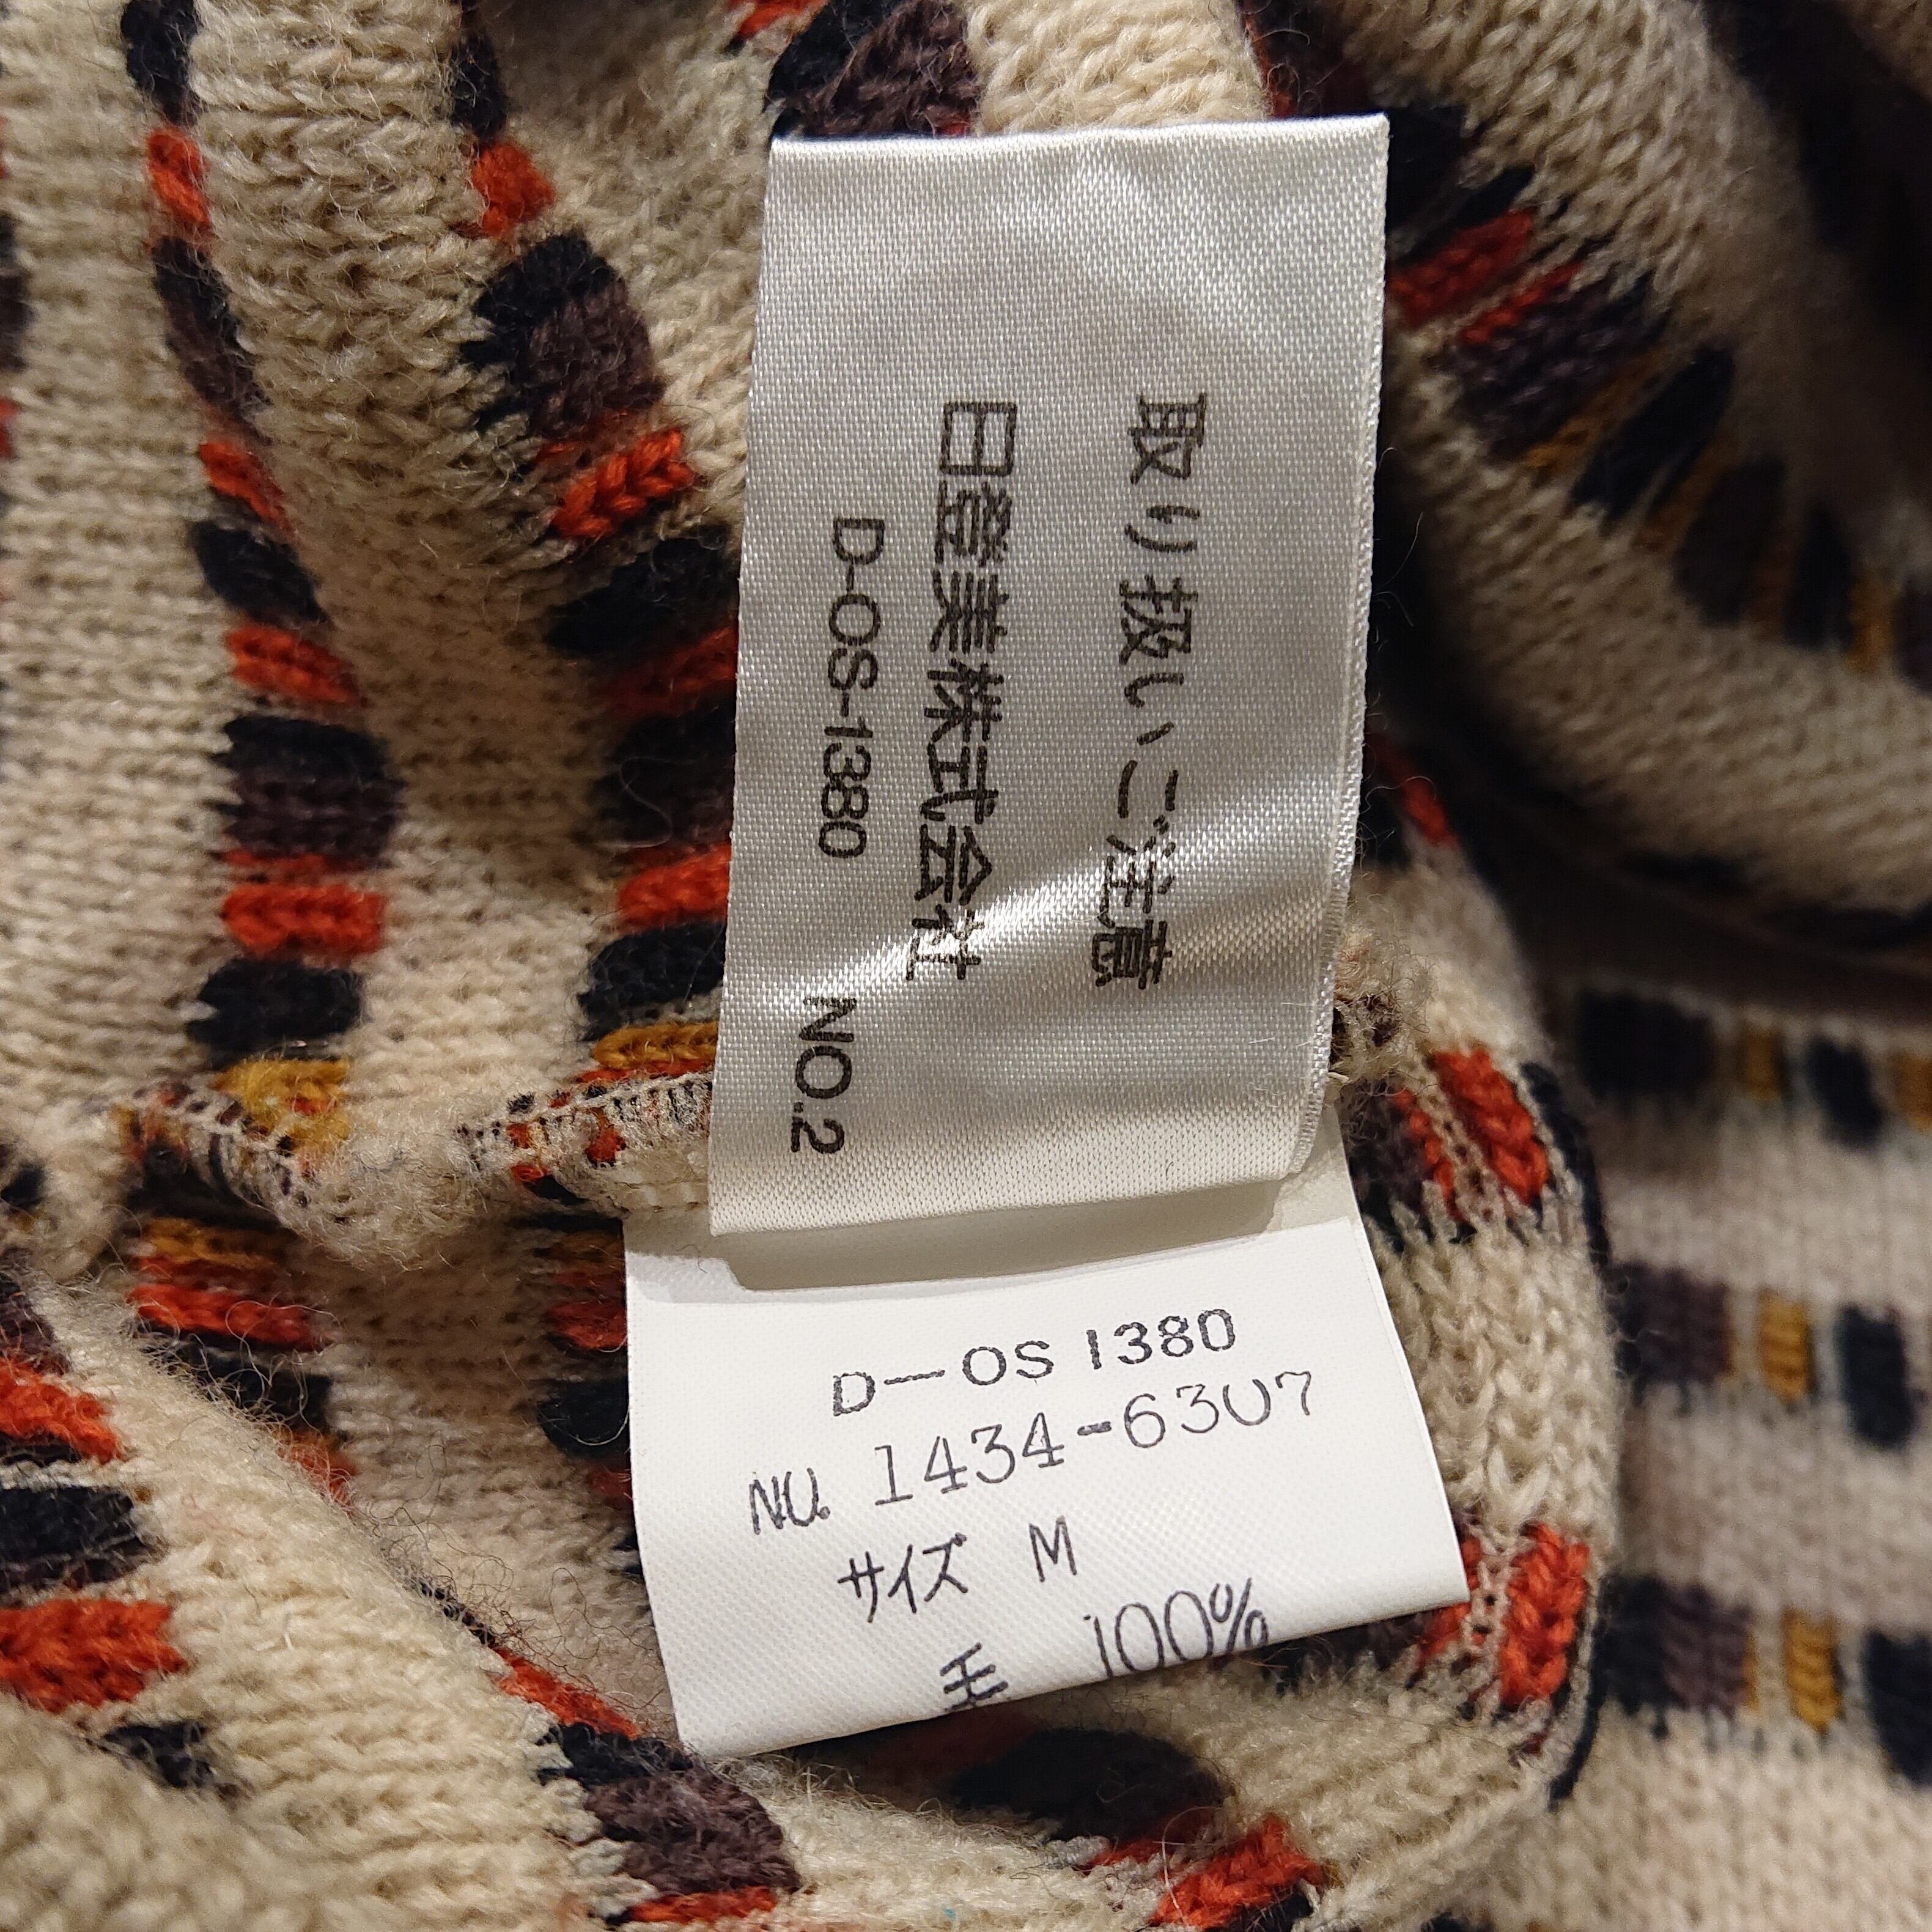 取り扱いご注意
日登美株式会社
D-OS-1380 NO.2
D-OS 1380
NO. 1434-6307
サイズ M
毛 100%